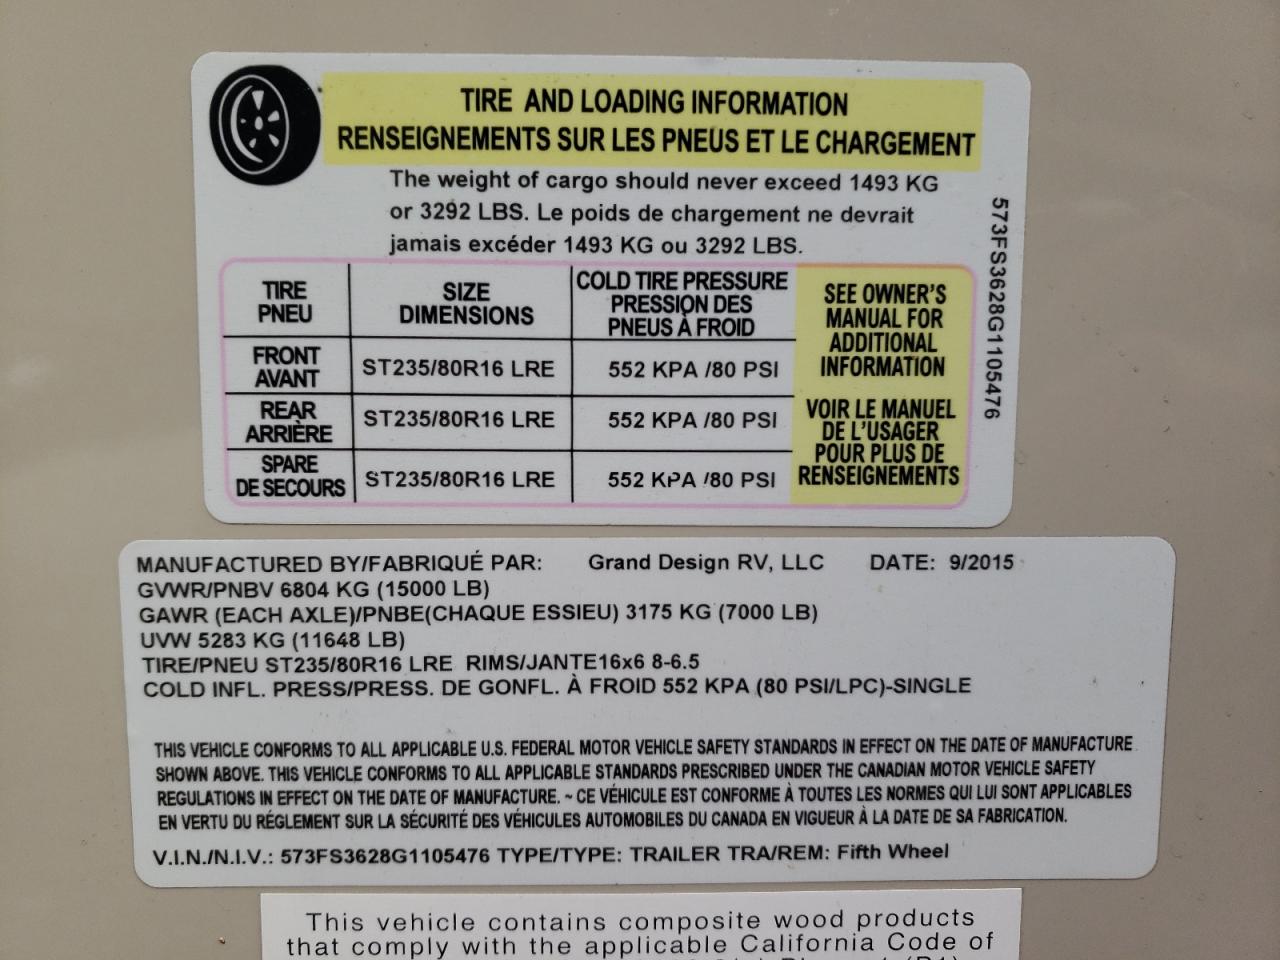 TIRE AND LOADING INFORMATION
RENSEIGNEMENTS SUR LES PNEUS ET LE CHARGEMENT
The weight of cargo should never exceed 1493 KG
or 3292 LBS. Le poids de chargement ne devrait
jamais excéder 1493 KG ou 3292 LBS.
573FS3628G1105476
TIRE
PNEU
SIZE
DIMENSIONS
COLD TIRE PRESSURE
PRESSION DES
PNEUS À FROID
FRONT
AVANT
ST235/80R16 LRE
552 KPA /80 PSI
REAR
ARRIÈRE
ST235/80R16 LRE
552 KPA /80 PSI
SPARE
DE SECOURS
ST235/80R16 LRE
552 KPA /80 PSI
SEE OWNER'S
MANUAL FOR
ADDITIONAL
INFORMATION
VOIR LE MANUEL
DE L'USAGER
POUR PLUS DE
RENSEIGNEMENTS
MANUFACTURED BY/FABRIQUÉ PAR: Grand Design RV, LLC DATE: 9/2015
GVWR/PNBV 6804 KG (15000 LB)
GAWR (EACH AXLE)/PNBE(CHAQUE ESSIEU) 3175 KG (7000 LB)
UVW 5283 KG (11648 LB)
TIRE/PNEU ST235/80R16 LRE RIMS/JANTE16x6 8-6.5
COLD INFL. PRESS/PRESS. DE GONFL. À FROID 552 KPA (80 PSI/LPC)-SINGLE
THIS VEHICLE CONFORMS TO ALL APPLICABLE U.S. FEDERAL MOTOR VEHICLE SAFETY STANDARDS IN EFFECT ON THE DATE OF MANUFACTURE
SHOWN ABOVE. THIS VEHICLE CONFORMS TO ALL APPLICABLE STANDARDS PRESCRIBED UNDER THE CANADIAN MOTOR VEHICLE SAFETY
REGULATIONS IN EFFECT ON THE DATE OF MANUFACTURE. ~ CE VÉHICULE EST CONFORME À TOUTES LES NORMES QUI LUI SONT APPLICABLES
EN VERTU DU RÉGLEMENT SUR LA SÉCURITÉ DES VÉHICULES AUTOMOBILES DU CANADA EN VIGUEUR À LA DATE DE SA FABRICATION.
V.I.N./N.I.V.: 573FS3628G1105476 TYPE/TYPE: TRAILER TRA/REM: Fifth Wheel
This vehicle contains composite wood products
that comply with the applicable California Code of